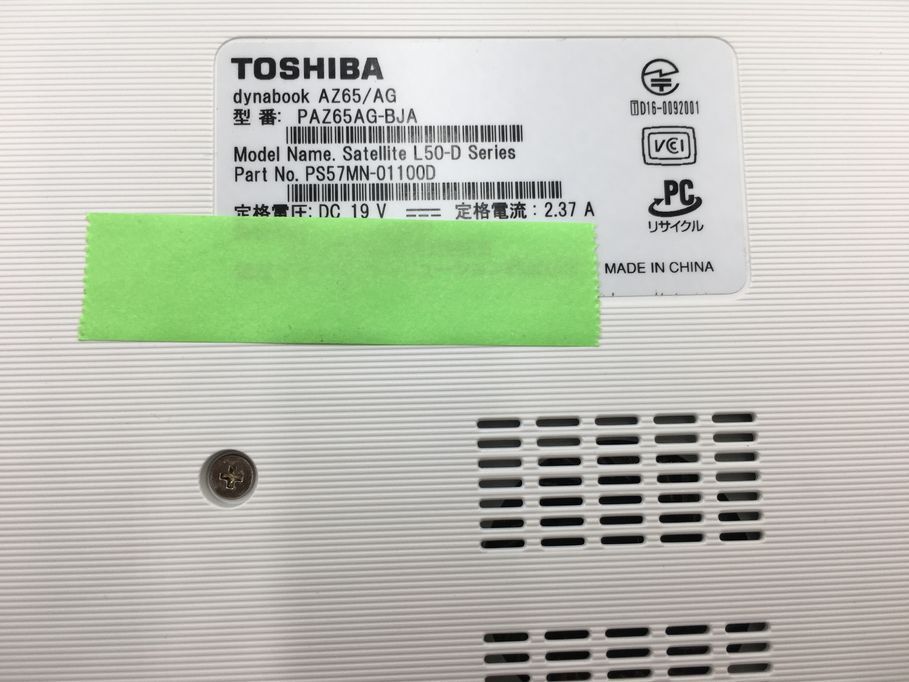 TOSHIBA
dynabook AZ65/AG
型 番: PAZ65AG-BJA
Model Name. Satellite L50-D Series
Part No. PS57MN-01100D
定格電圧: DC 19 V 定格電流 : 2.37 A
D16-0092001
VCI
PC
リサイクル
MADE IN CHINA